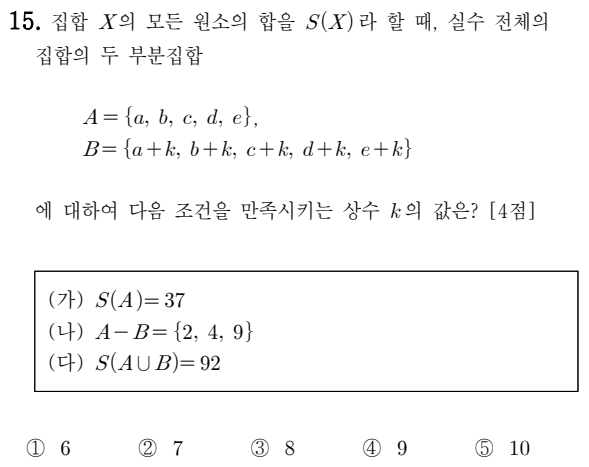 15. 집합 X의 모든 원소의 합을 S(X)라 할 때, 실수 전체의
집합의 두 부분집합
A={a, b, c, d, e},
B={a+k, b+k, c+k, d+k, e+k}
에 대하여 다음 조건을 만족시키는 상수 k의 값은? [4점]
(가) S(A)=37
(나) A-B={2, 4, 9}
(다) S(A∪B)=92
① 6 ② 7 ③ 8 ④ 9 ⑤ 10